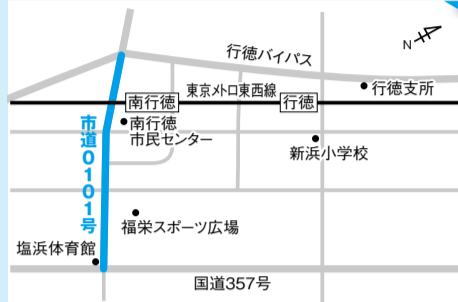 N
行徳バイパス
東京メトロ東西線
行徳支所
南行徳
行徳
南行徳
市民センター
新浜小学校
市道0101号
福栄スポーツ広場
塩浜体育館
国道357号